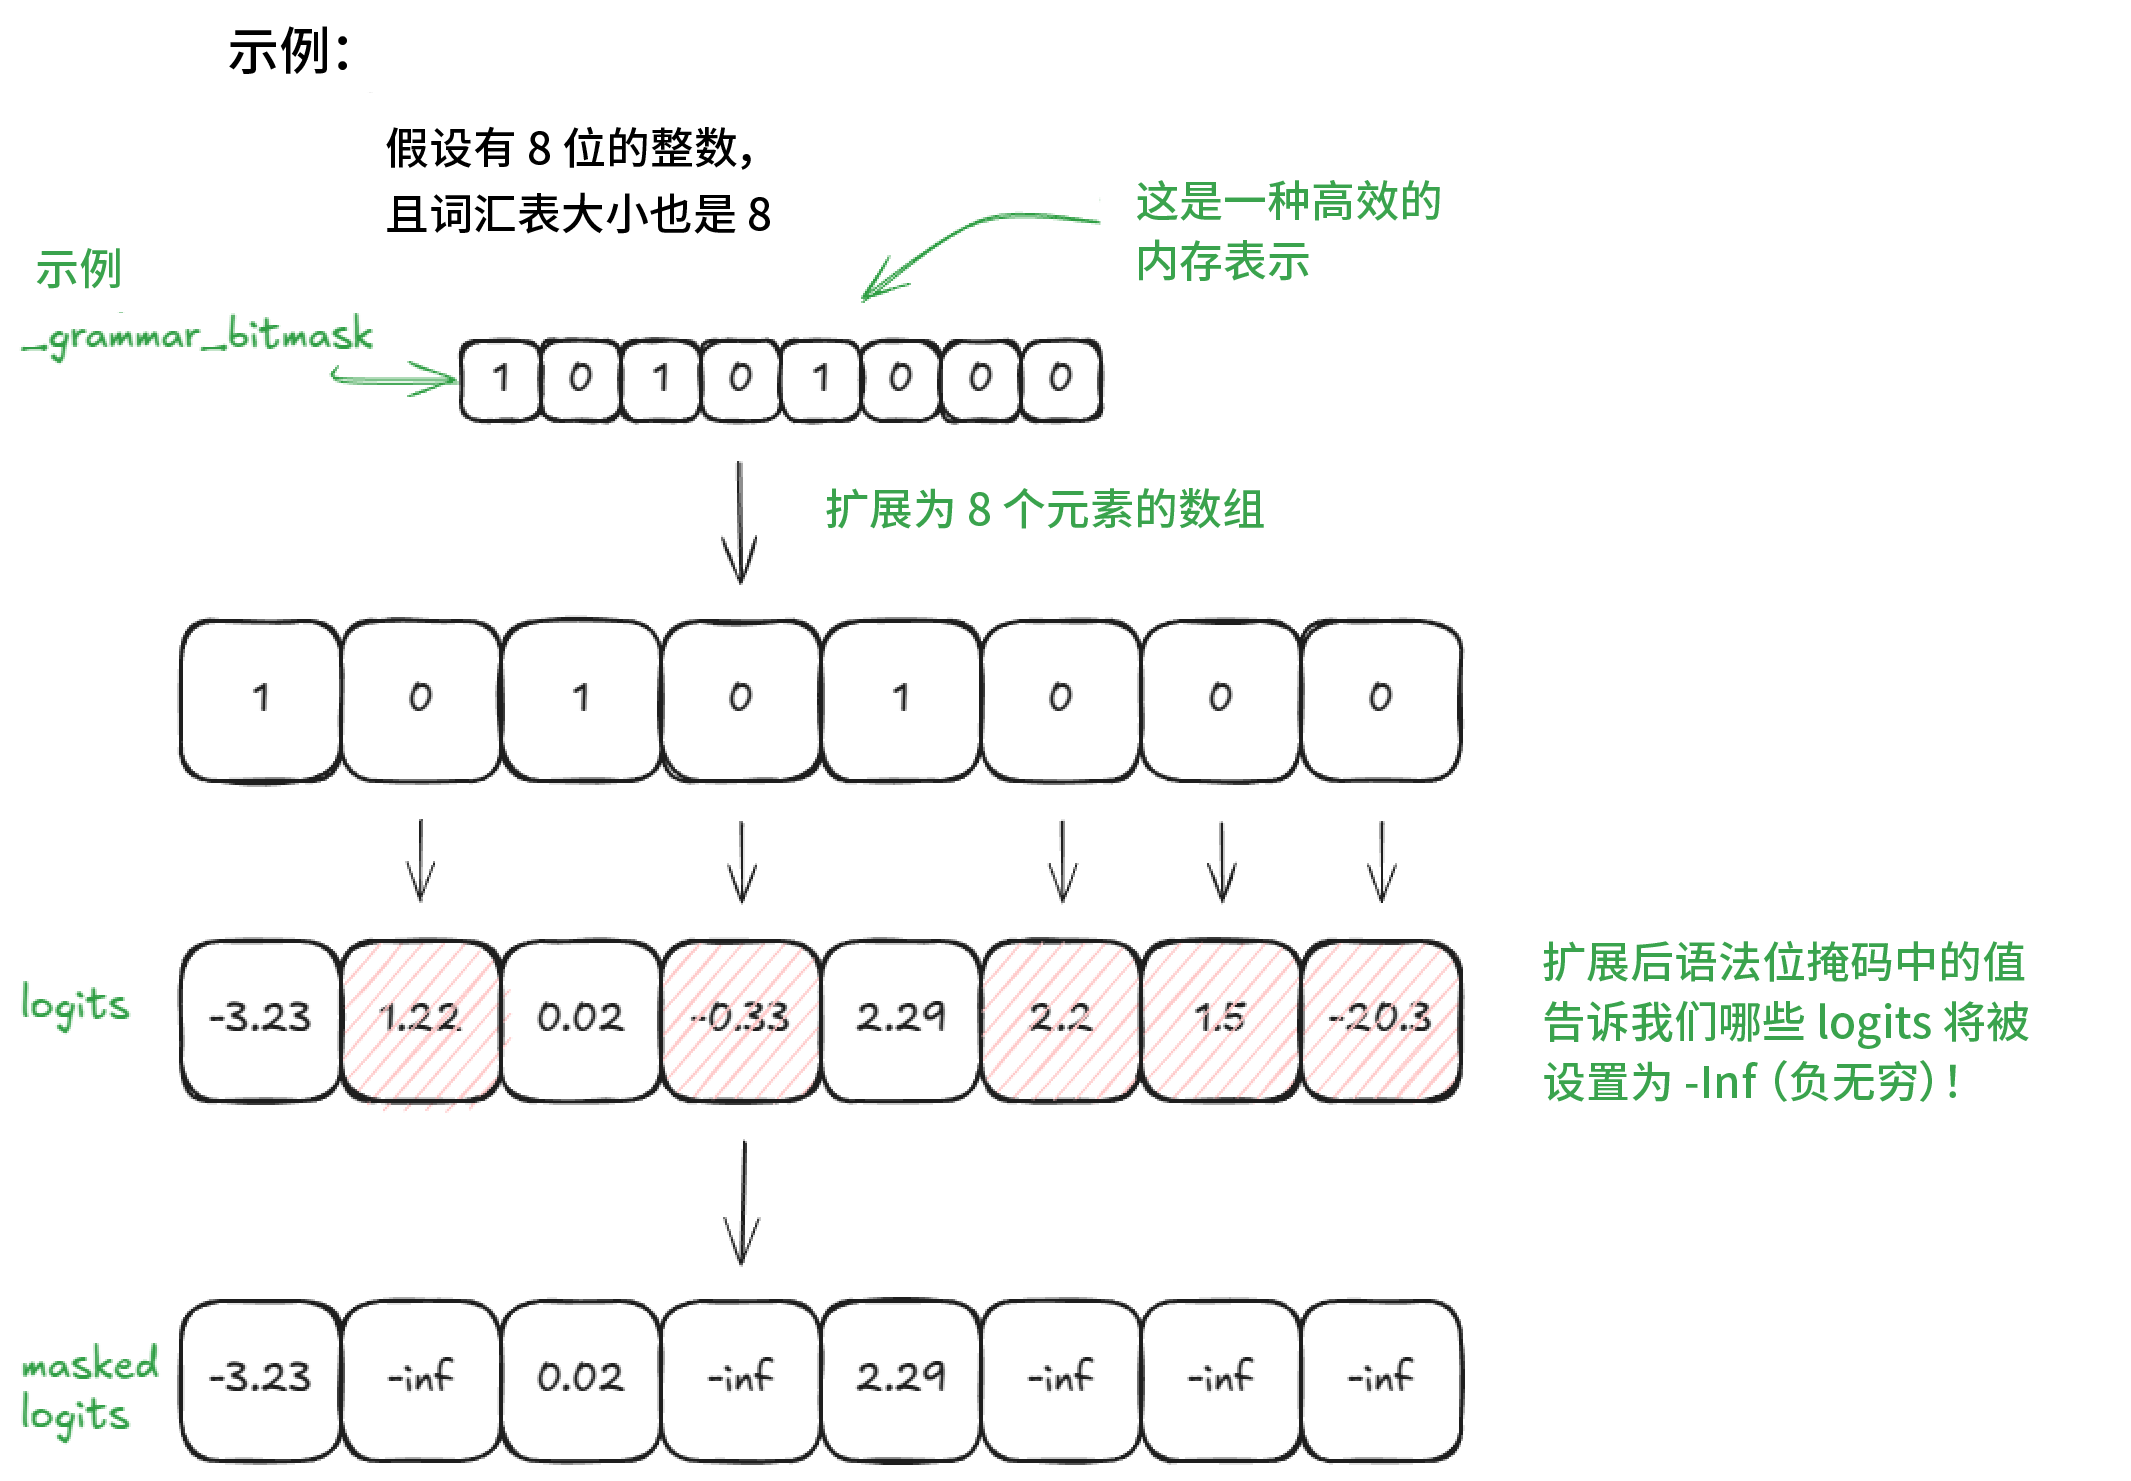 示例：
假设有 8 位的整数，
且词汇表大小也是 8
这是一种高效的
内存表示
示例
_grammar_bitmask
1 0 1 0 1 0 0 0
扩展为 8 个元素的数组
1 0 1 0 1 0 0 0
logits
-3.23 1.22 0.02 -0.33 2.29 2.2 1.5 -20.3
扩展后语法位掩码中的值
告诉我们哪些 logits 将被
设置为 -Inf（负无穷）！
masked
logits
-3.23 -inf 0.02 -inf 2.29 -inf -inf -inf